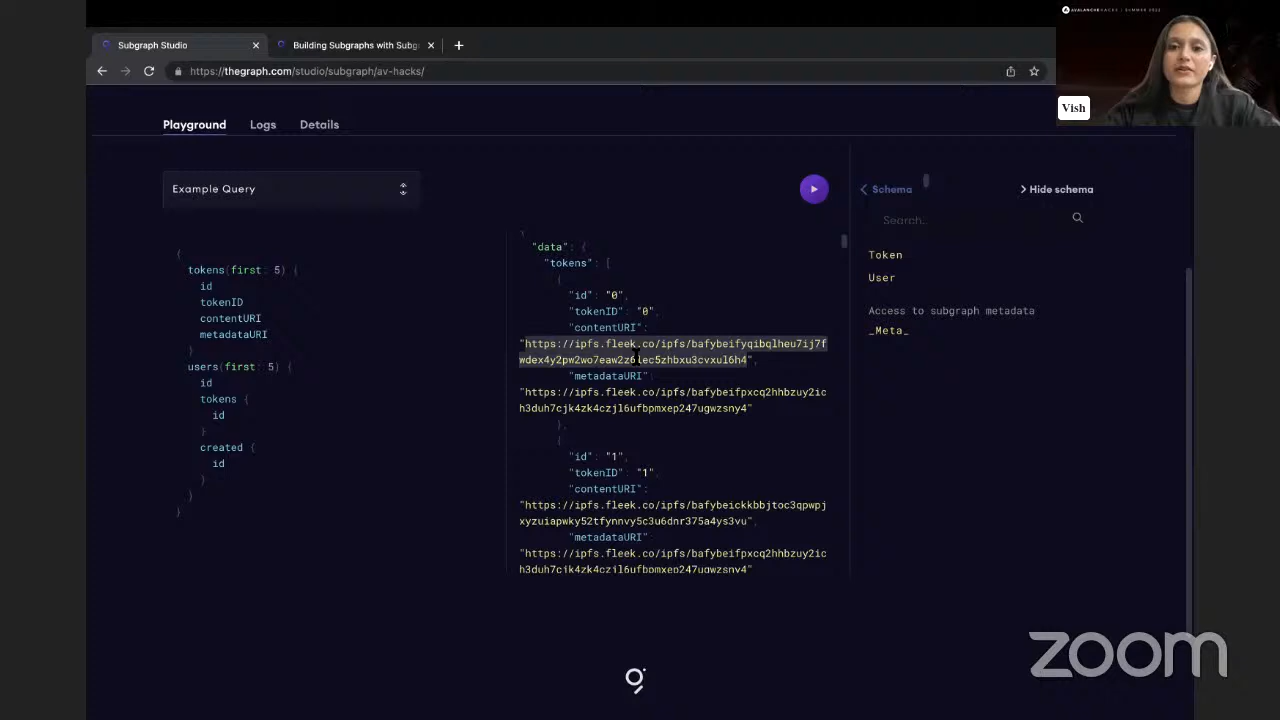 AVALANCHE HACKS | SUMMER 2022
Subgraph Studio
Building Subgraphs with Subg
https://thegraph.com/studio/subgraph/av-hacks/
Vish
Playground
Logs
Details
Example Query
Schema
Hide schema
Search..
{
tokens(first: 5) {
id
tokenID
contentURI
metadataURI
}
users(first: 5) {
id
tokens {
id
}
created {
id
}
}
}
{
"data": {
"tokens": [
{
"id": "0",
"tokenID": "0",
"contentURI":
"https://ipfs.fleek.co/ipfs/bafybeifyqibqlheu7ij7f
wdex4y2pw2wo7eaw2z6lec5zhbxu3cvxul6h4",
"metadataURI":
"https://ipfs.fleek.co/ipfs/bafybeifpxcq2hhbzuy2ic
h3duh7cjk4zk4czjl6ufbpmxep247ugwzsny4"
},
{
"id": "1",
"tokenID": "1",
"contentURI":
"https://ipfs.fleek.co/ipfs/bafybeickkbbjtoc3qpwpj
xyzuiapwky52tfynnvy5c3u6dnr375a4ys3vu",
"metadataURI":
"https://ipfs.fleek.co/ipfs/bafybeifpxcq2hhbzuy2ic
h3duh7cjk4zk4czjl6ufbpmxep247ugwzsny4"
Token
User
Access to subgraph metadata
_Meta_
zoom